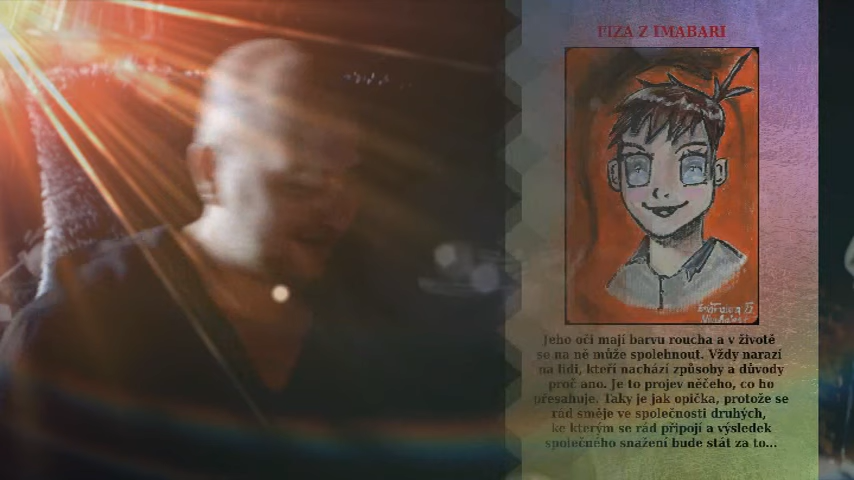 FIZA Z IMABARI
Jeho oči mají barvu roucha a v životě
se na ně může spolehnout. Vždy narazí
na lidi, kteří nachází způsoby a důvody
proč ano. Je to projev něčeho, co ho
přesahuje. Taky je jak opička, protože se
rád směje ve společnosti druhých,
ke kterým se rád připojí a výsledek
společného snažení bude stát za to...